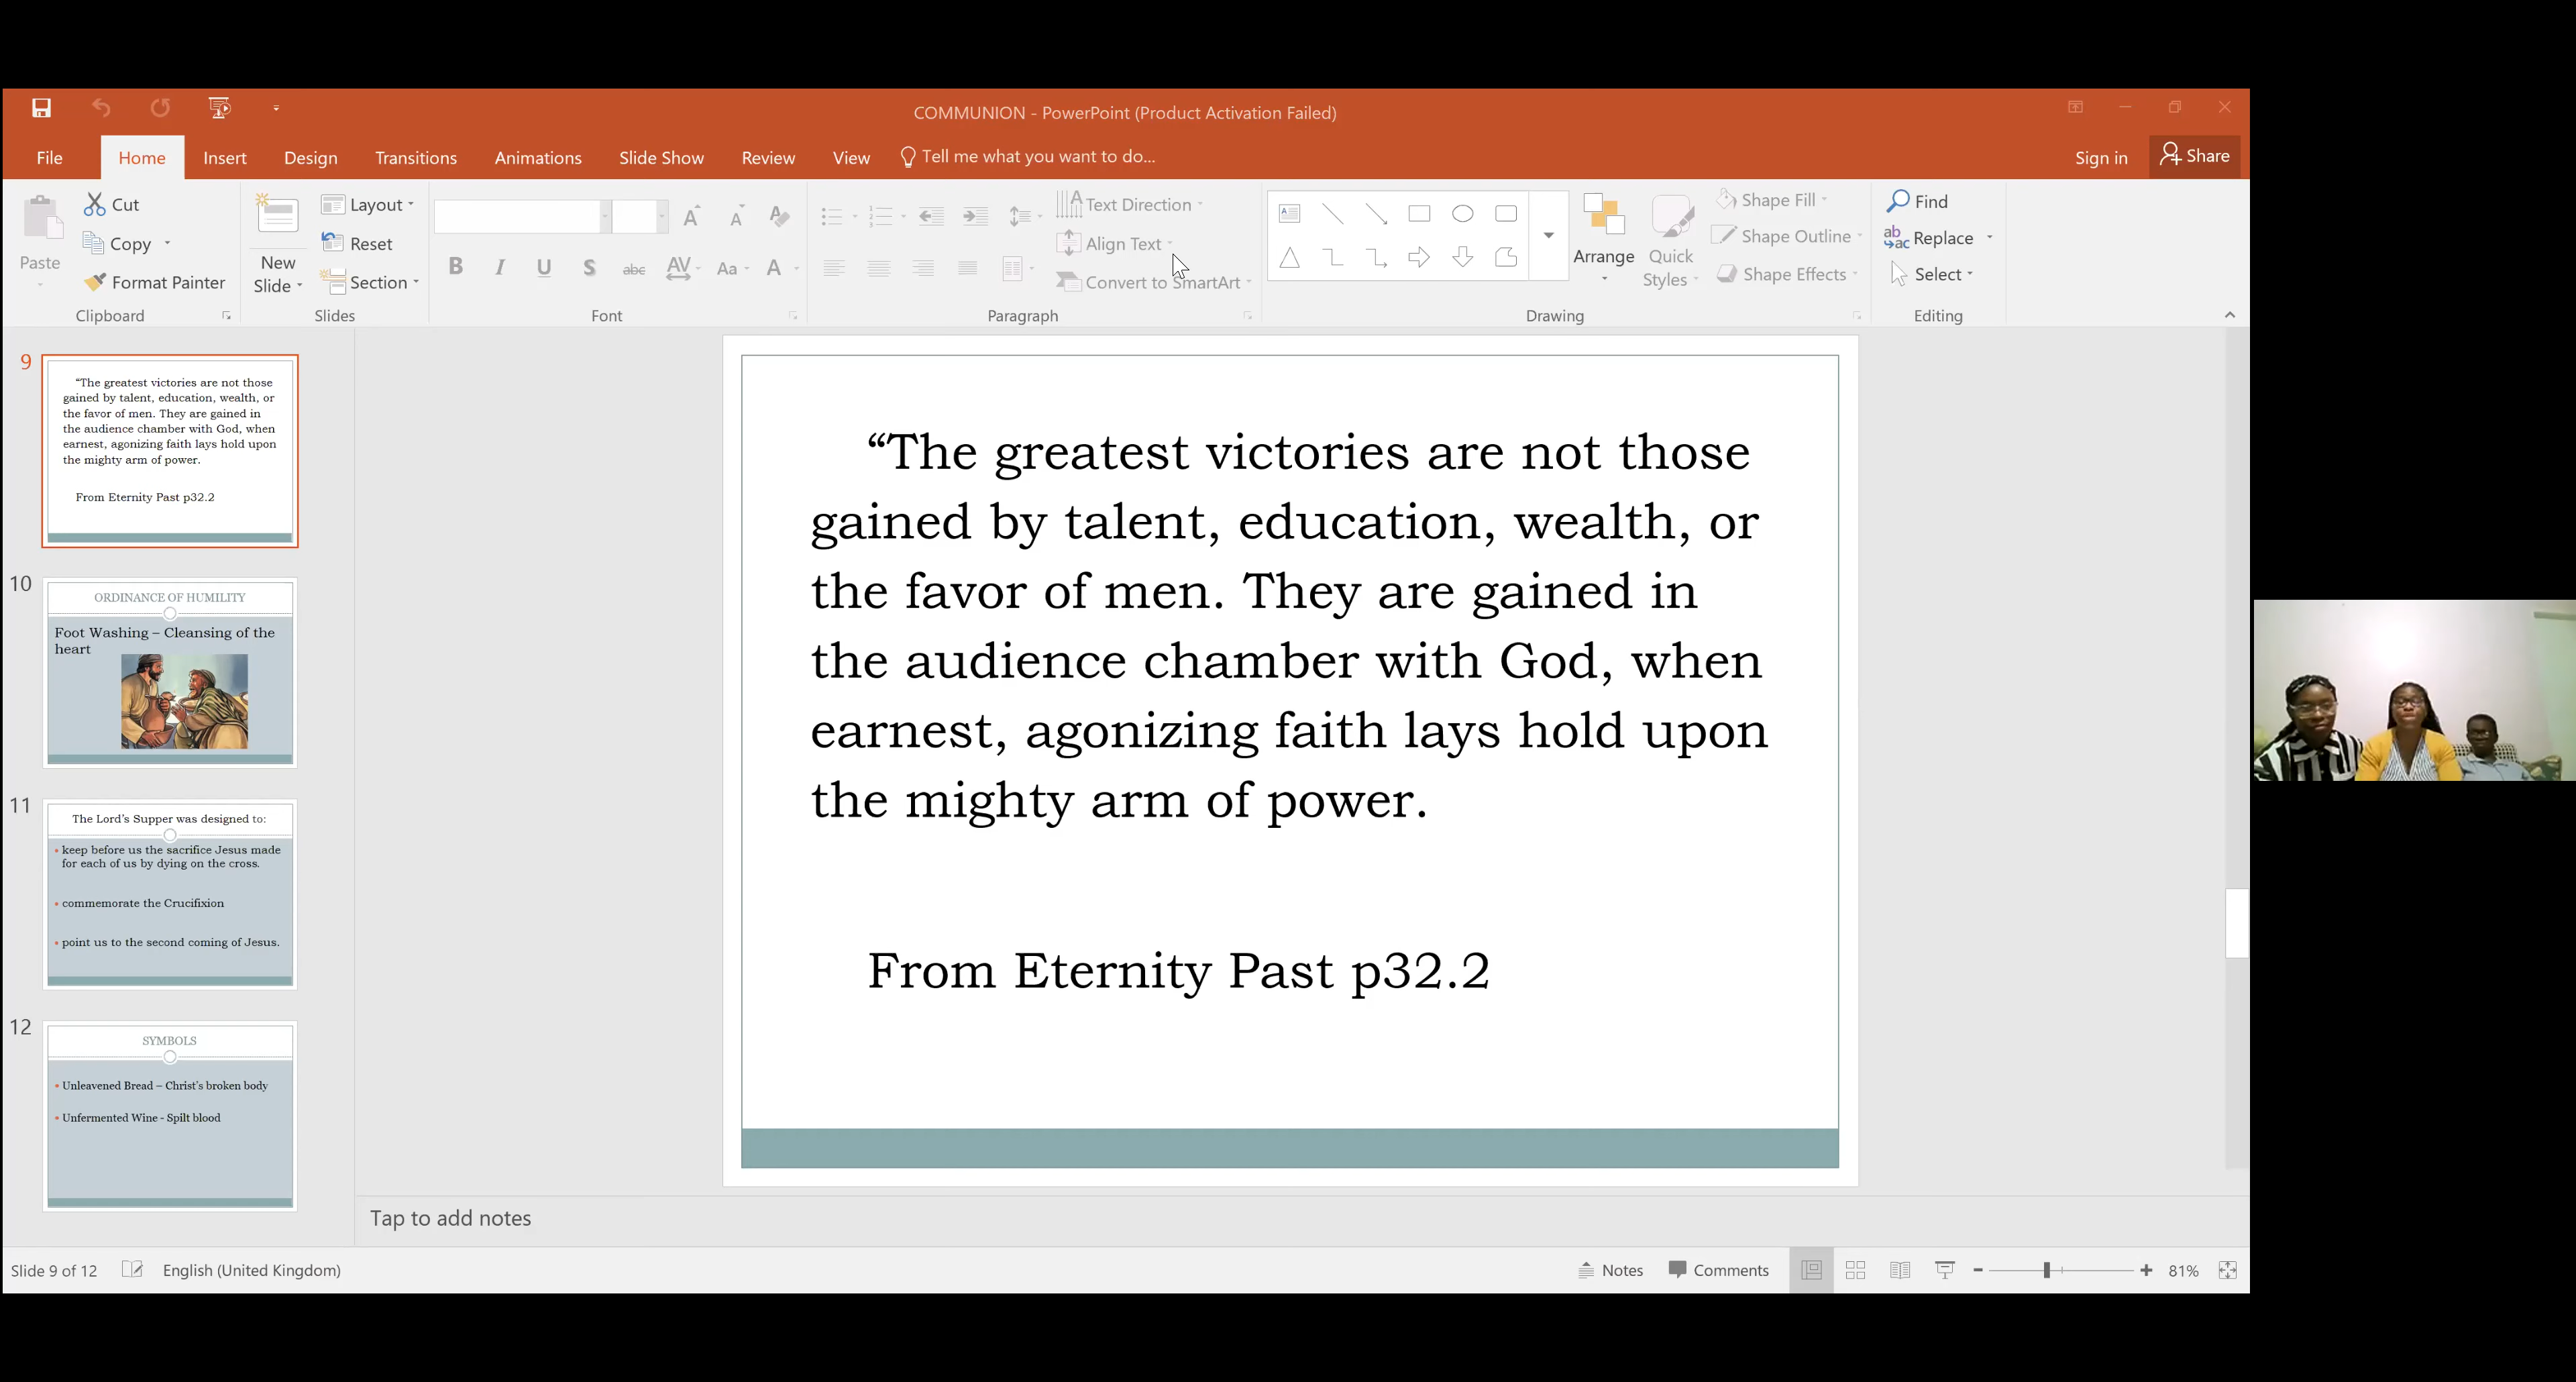 COMMUNION - PowerPoint (Product Activation Failed)
File Home Insert Design Transitions Animations Slide Show Review View Tell me what you want to do... Sign in Share
Paste
Cut
Copy
Format Painter
Clipboard
New
Slide
Layout
Reset
Section
Slides
B I U S abc AV Aa A
Font
Text Direction
Align Text
Convert to SmartArt
Paragraph
Arrange
Quick
Styles
Shape Fill
Shape Outline
Shape Effects
Drawing
Find
Replace
Select
Editing
9
“The greatest victories are not those
gained by talent, education, wealth, or
the favor of men. They are gained in
the audience chamber with God, when
earnest, agonizing faith lays hold upon
the mighty arm of power.
From Eternity Past p32.2
10
ORDINANCE OF HUMILITY
Foot Washing – Cleansing of the
heart
11
The Lord's Supper was designed to:
• keep before us the sacrifice Jesus made
for each of us by dying on the cross.
• commemorate the Crucifixion
• point us to the second coming of Jesus.
12
SYMBOLS
• Unleavened Bread – Christ's broken body
• Unfermented Wine - Spilt blood
“The greatest victories are not those
gained by talent, education, wealth, or
the favor of men. They are gained in
the audience chamber with God, when
earnest, agonizing faith lays hold upon
the mighty arm of power.
From Eternity Past p32.2
Tap to add notes
Slide 9 of 12 English (United Kingdom) Notes Comments 81%